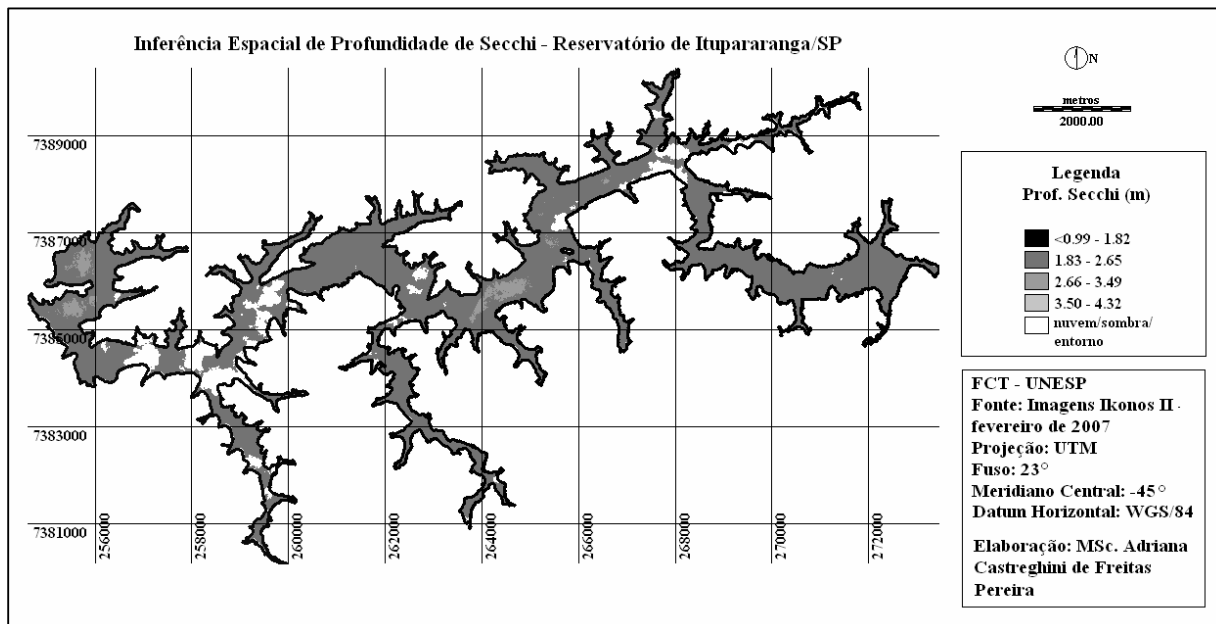 Inferência Espacial de Profundidade de Secchi - Reservatório de Itupararanga/SP
N
metros
2000.00
7389000
7387000
7385000
7383000
7381000
256000
258000
260000
262000
264000
266000
268000
270000
272000
Legenda
Prof. Secchi (m)
<0.99 - 1.82
1.83 - 2.65
2.66 - 3.49
3.50 - 4.32
nuvem/sombra/
entorno
FCT - UNESP
Fonte: Imagens Ikonos II -
fevereiro de 2007
Projeção: UTM
Fuso: 23°
Meridiano Central: -45°
Datum Horizontal: WGS/84
Elaboração: MSc. Adriana
Castreghini de Freitas
Pereira